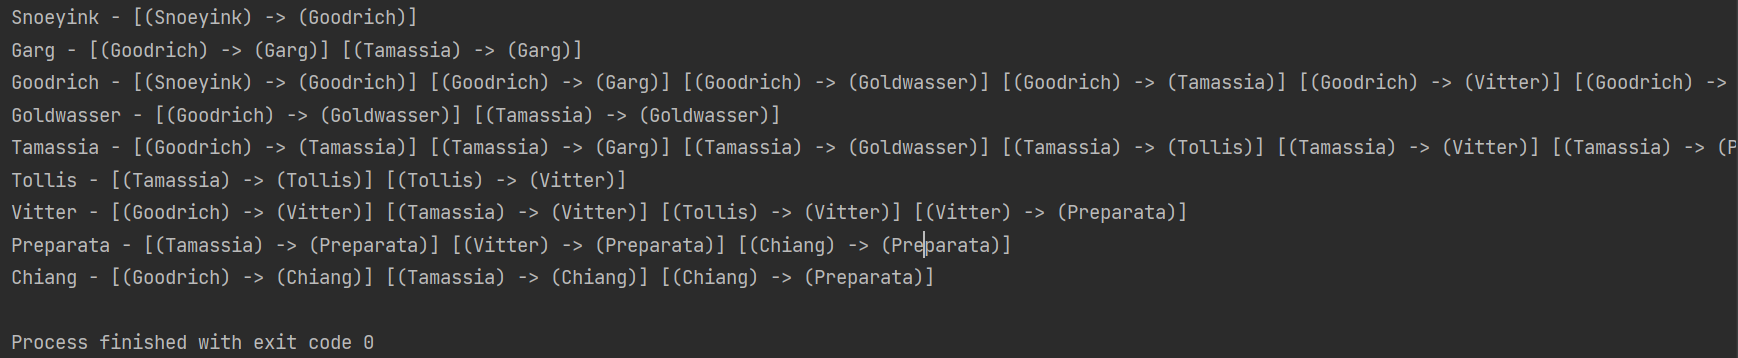 Snoeyink - [(Snoeyink) -> (Goodrich)]
Garg - [(Goodrich) -> (Garg)] [(Tamassia) -> (Garg)]
Goodrich - [(Snoeyink) -> (Goodrich)] [(Goodrich) -> (Garg)] [(Goodrich) -> (Goldwasser)] [(Goodrich) -> (Tamassia)] [(Goodrich) -> (Vitter)] [(Goodrich) ->
Goldwasser - [(Goodrich) -> (Goldwasser)] [(Tamassia) -> (Goldwasser)]
Tamassia - [(Goodrich) -> (Tamassia)] [(Tamassia) -> (Garg)] [(Tamassia) -> (Goldwasser)] [(Tamassia) -> (Tollis)] [(Tamassia) -> (Vitter)] [(Tamassia) -> (P
Tollis - [(Tamassia) -> (Tollis)] [(Tollis) -> (Vitter)]
Vitter - [(Goodrich) -> (Vitter)] [(Tamassia) -> (Vitter)] [(Tollis) -> (Vitter)] [(Vitter) -> (Preparata)]
Preparata - [(Tamassia) -> (Preparata)] [(Vitter) -> (Preparata)] [(Chiang) -> (Preparata)]
Chiang - [(Goodrich) -> (Chiang)] [(Tamassia) -> (Chiang)] [(Chiang) -> (Preparata)]
Process finished with exit code 0